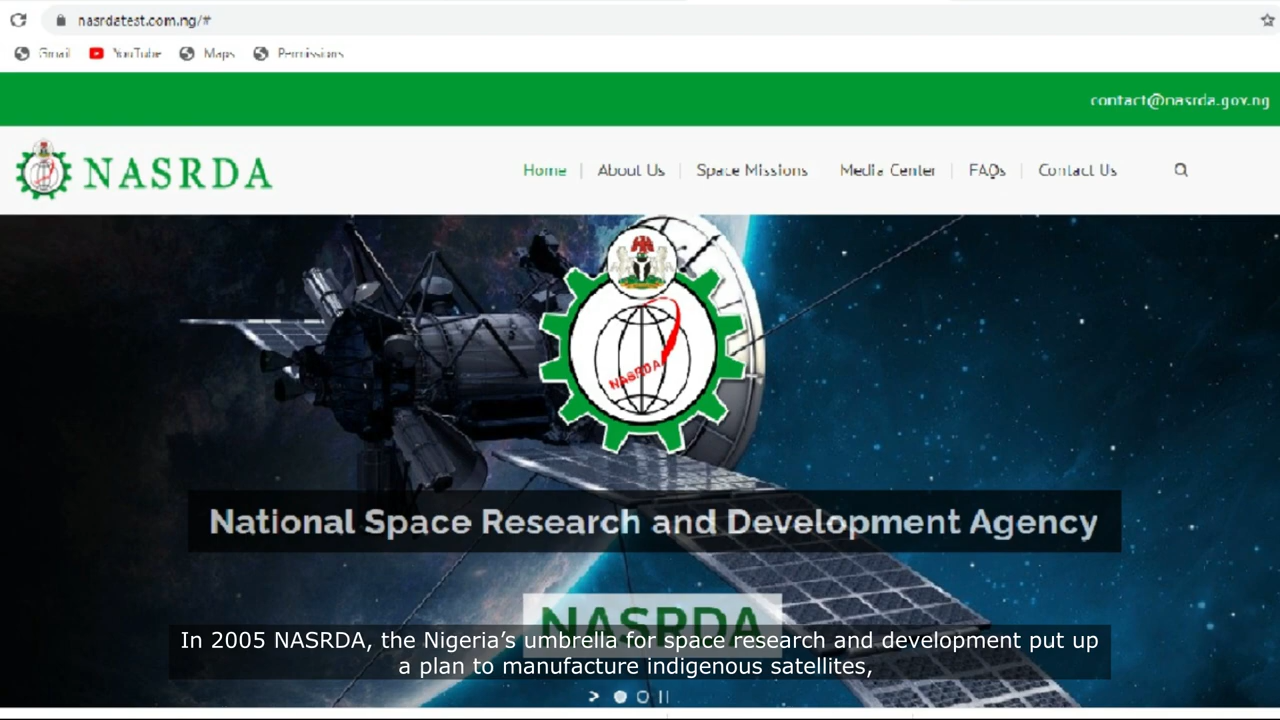 nasrdatest.com.ng/#
Gmail YouTube Maps Permissions
contact@nasrda.gov.ng
NASRDA
Home About Us Space Missions Media Center FAQs Contact Us
NASRDA
National Space Research and Development Agency
NASRDA
In 2005 NASRDA, the Nigeria’s umbrella for space research and development put up
a plan to manufacture indigenous satellites,